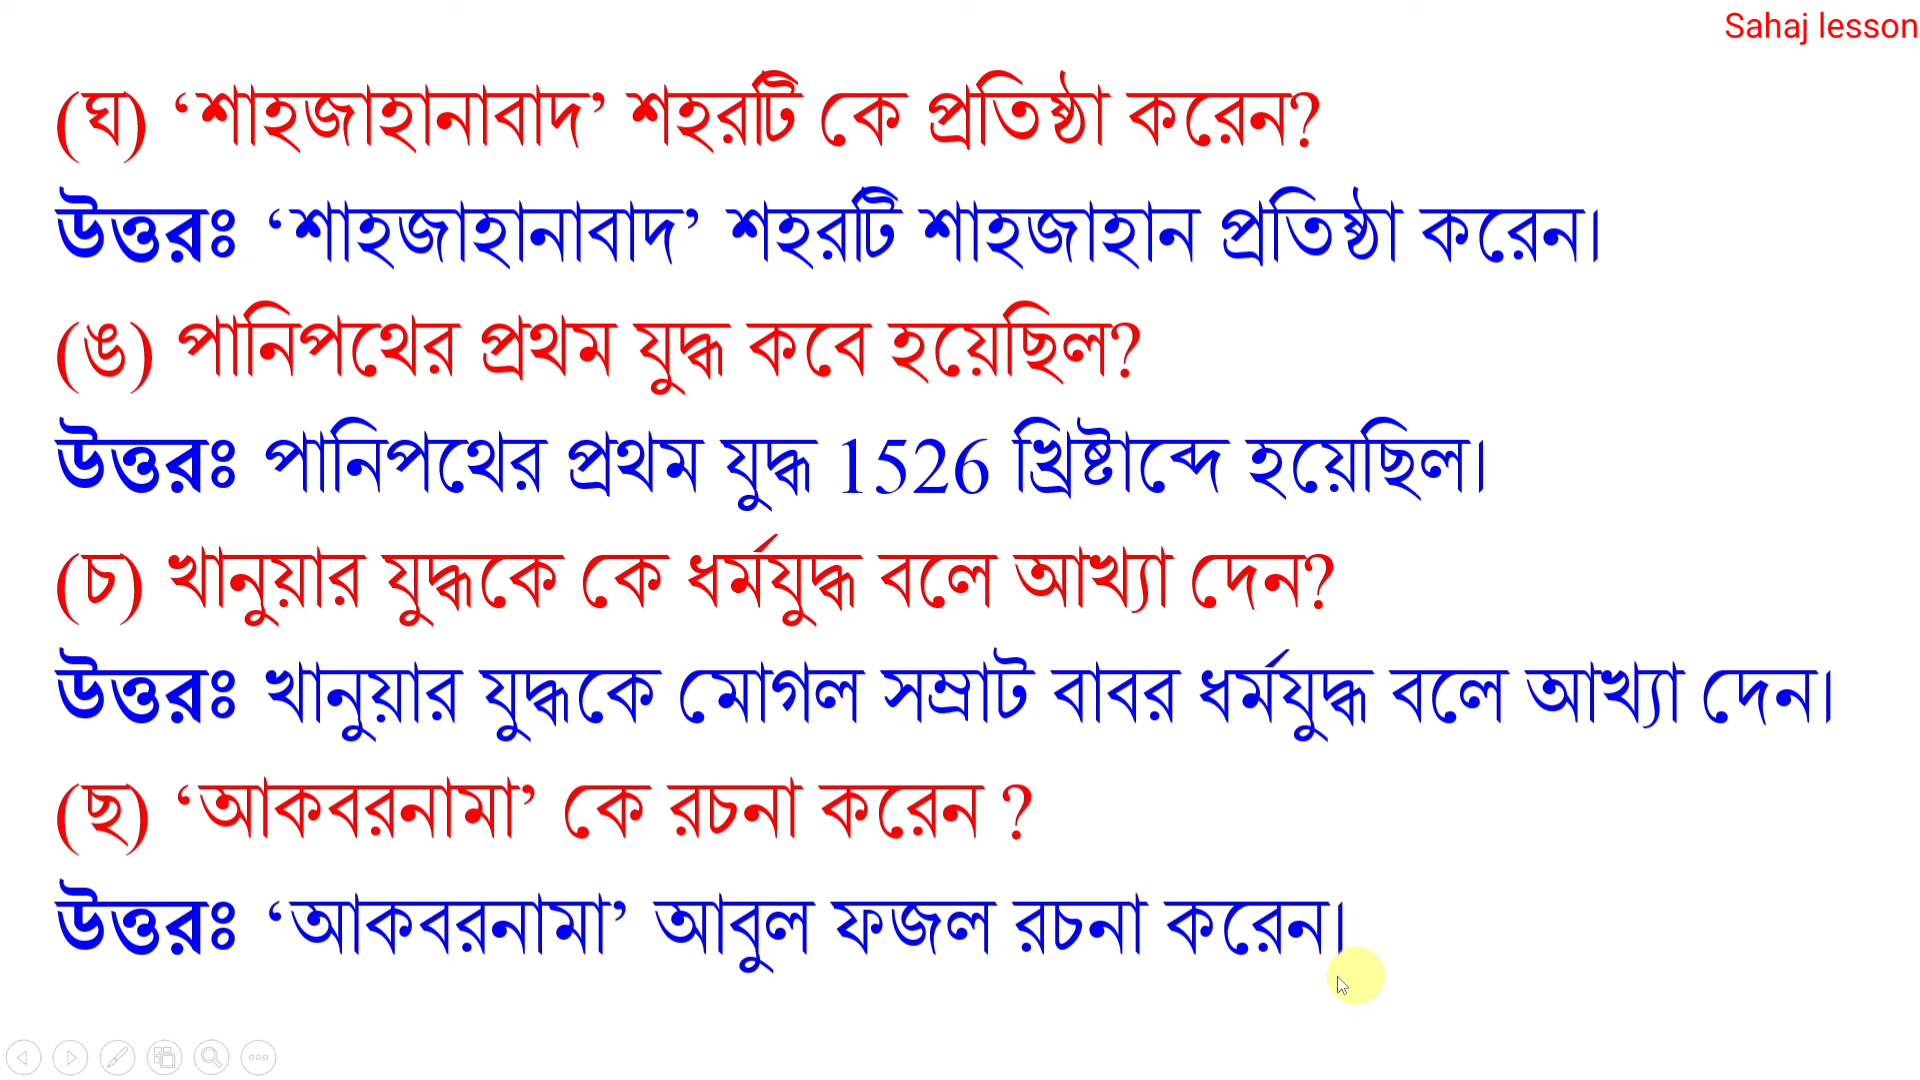 Sahaj lesson
(ঘ) ‘শাহজাহানাবাদ’ শহরটি কে প্রতিষ্ঠা করেন?
উত্তরঃ ‘শাহজাহানাবাদ’ শহরটি শাহজাহান প্রতিষ্ঠা করেন।
(ঙ) পানিপথের প্রথম যুদ্ধ কবে হয়েছিল?
উত্তরঃ পানিপথের প্রথম যুদ্ধ 1526 খ্রিষ্টাব্দে হয়েছিল।
(চ) খানুয়ার যুদ্ধকে কে ধর্মযুদ্ধ বলে আখ্যা দেন?
উত্তরঃ খানুয়ার যুদ্ধকে মোগল সম্রাট বাবর ধর্মযুদ্ধ বলে আখ্যা দেন।
(ছ) ‘আকবরনামা’ কে রচনা করেন ?
উত্তরঃ ‘আকবরনামা’ আবুল ফজল রচনা করেন।